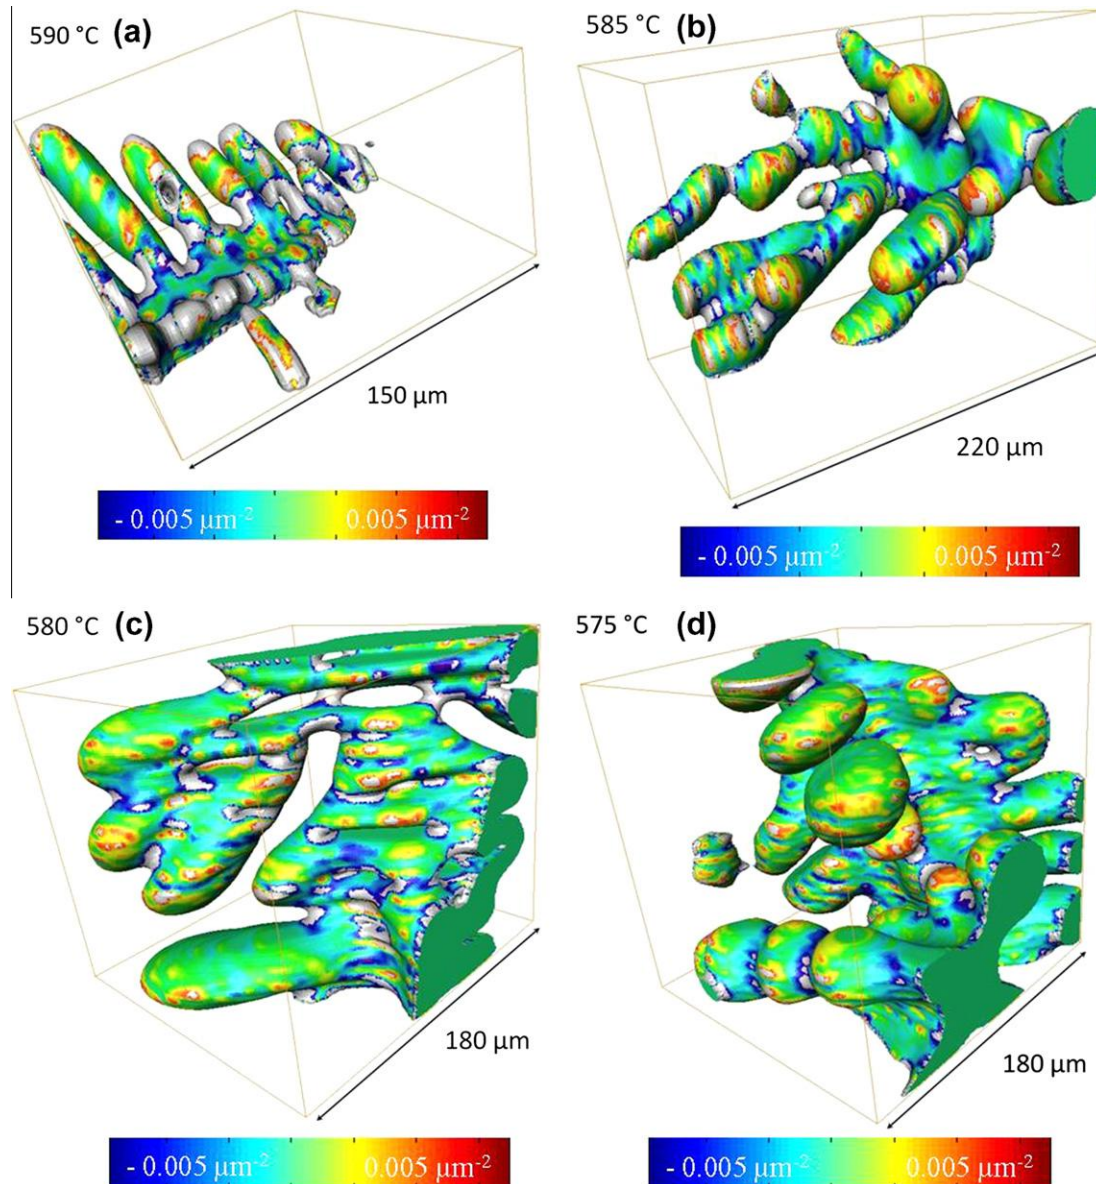 590 °C (a)
585 °C (b)
150 µm
220 µm
- 0.005 µm⁻² 0.005 µm⁻²
- 0.005 µm⁻² 0.005 µm⁻²
580 °C (c)
575 °C (d)
180 µm
180 µm
- 0.005 µm⁻² 0.005 µm⁻²
- 0.005 µm⁻² 0.005 µm⁻²